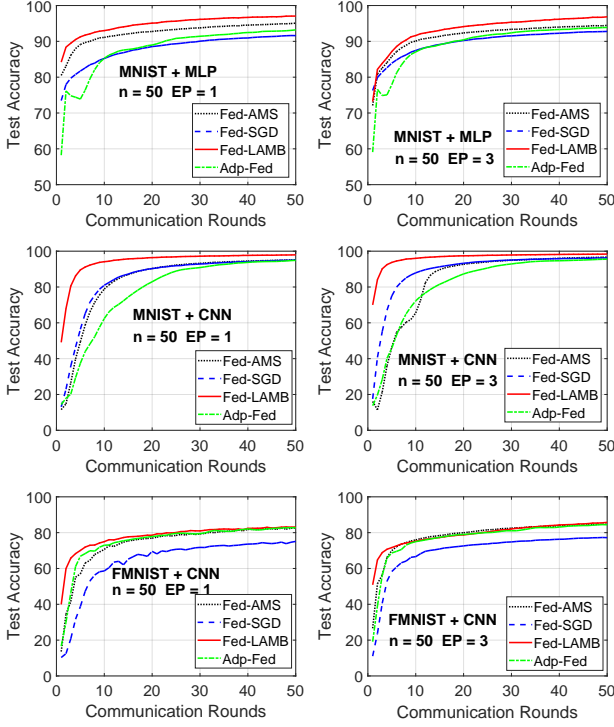 100
90
80
70
60
50
Test Accuracy
MNIST + MLP
n = 50 EP = 1
Fed-AMS
Fed-SGD
Fed-LAMB
Adp-Fed
0 10 20 30 40 50
Communication Rounds
100
90
80
70
60
50
Test Accuracy
MNIST + MLP
n = 50 EP = 3
Fed-AMS
Fed-SGD
Fed-LAMB
Adp-Fed
0 10 20 30 40 50
Communication Rounds
100
80
60
40
20
0
Test Accuracy
MNIST + CNN
n = 50 EP = 1
Fed-AMS
Fed-SGD
Fed-LAMB
Adp-Fed
0 10 20 30 40 50
Communication Rounds
100
80
60
40
20
0
Test Accuracy
MNIST + CNN
n = 50 EP = 3
Fed-AMS
Fed-SGD
Fed-LAMB
Adp-Fed
0 10 20 30 40 50
Communication Rounds
100
80
60
40
20
0
Test Accuracy
FMNIST + CNN
n = 50 EP = 1
Fed-AMS
Fed-SGD
Fed-LAMB
Adp-Fed
0 10 20 30 40 50
Communication Rounds
100
80
60
40
20
0
Test Accuracy
FMNIST + CNN
n = 50 EP = 3
Fed-AMS
Fed-SGD
Fed-LAMB
Adp-Fed
0 10 20 30 40 50
Communication Rounds